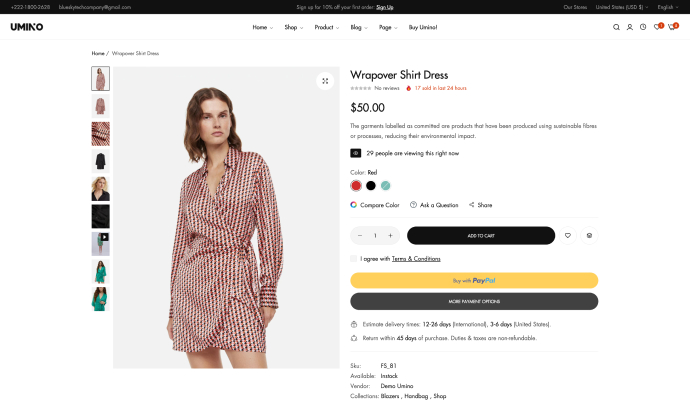 +222-1800-2628 blueskytechcompany@gmail.com Sign up for 10% off your first order: Sign Up Our Stores United States (USD $) English
UMINO Home Shop Product Blog Page Buy Umino!
Home / Wrapover Shirt Dress
Wrapover Shirt Dress
No reviews 17 sold in last 24 hours
$50.00
The garments labelled as committed are products that have been produced using sustainable fibres
or processes, reducing their environmental impact.
29 people are viewing this right now
Color: Red
Compare Color Ask a Question Share
− 1 + ADD TO CART
I agree with Terms & Conditions
Buy with PayPal
MORE PAYMENT OPTIONS
Estimate delivery times: 12-26 days (International), 3-6 days (United States).
Return within 45 days of purchase. Duties & taxes are non-refundable.
Sku: FS_81
Available: Instock
Vendor: Demo Umino
Collections: Blazers , Handbag , Shop